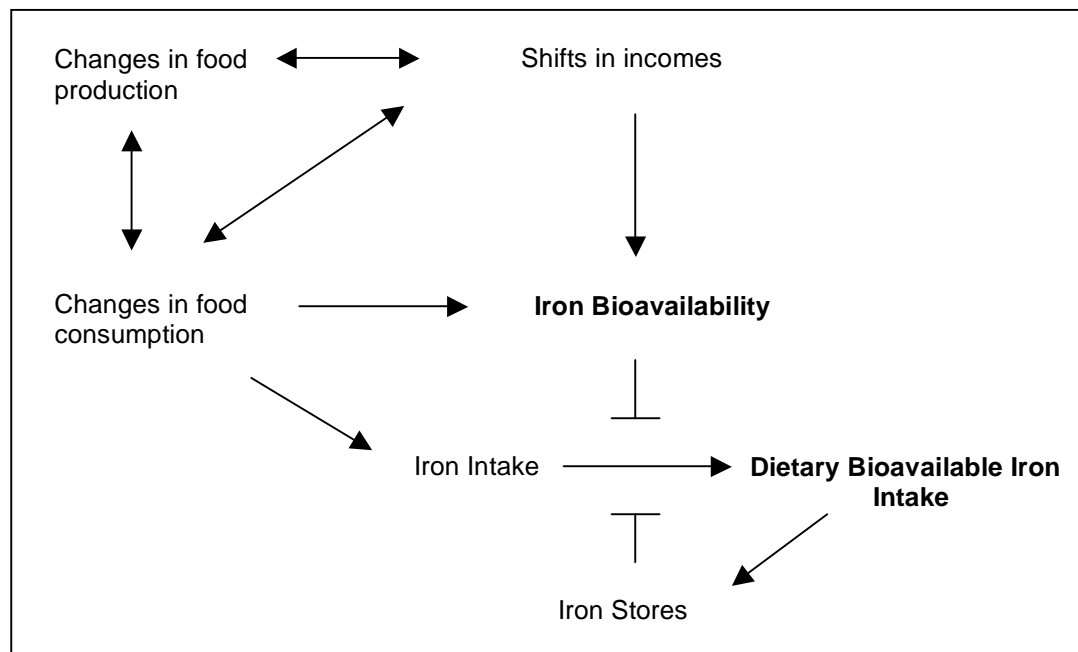 Changes in food
production
Shifts in incomes
Changes in food
consumption
Iron Bioavailability
Iron Intake
Dietary Bioavailable Iron
Intake
Iron Stores